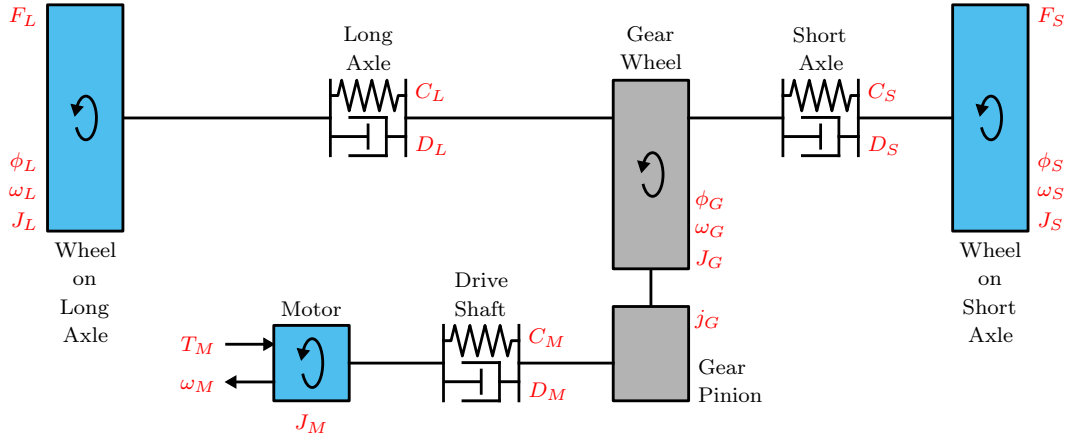 F_L
Long
Axle
Gear
Wheel
Short
Axle
F_S
C_L
C_S
D_L
D_S
ϕ_L
ω_L
J_L
ϕ_G
ω_G
J_G
ϕ_S
ω_S
J_S
Wheel
on
Long
Axle
Wheel
on
Short
Axle
Motor
Drive
Shaft
j_G
T_M
C_M
ω_M
D_M
J_M
Gear
Pinion